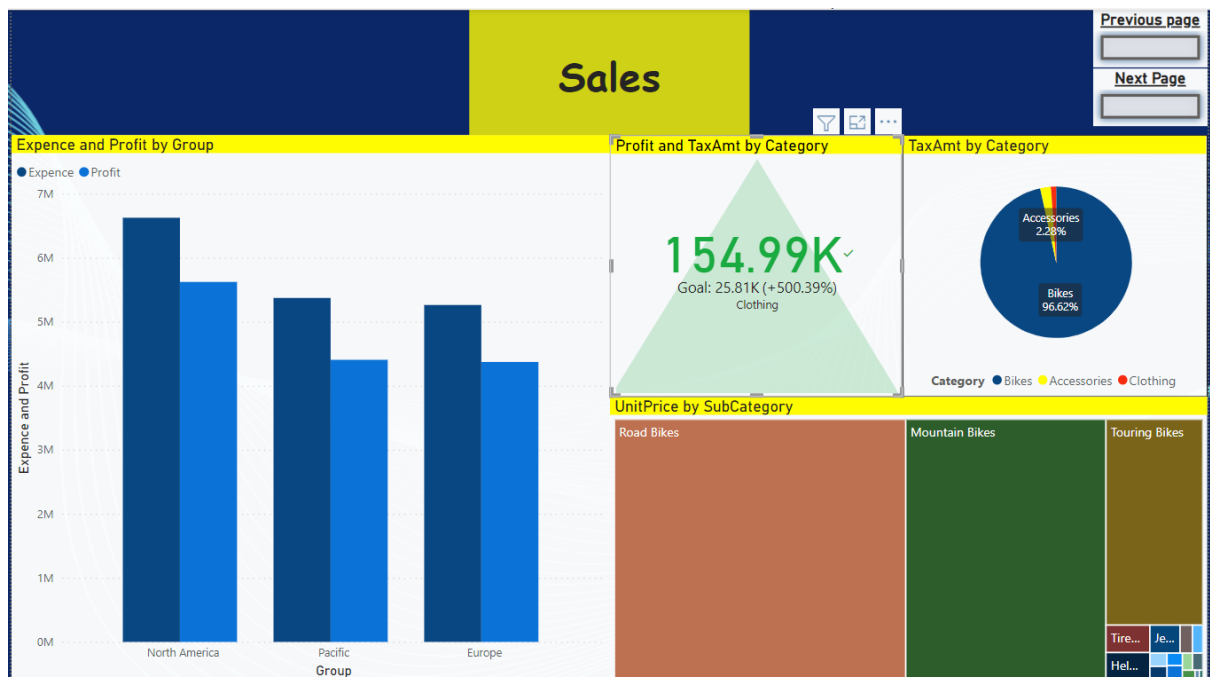 Previous page
Sales
Next Page
Expence and Profit by Group
Expence Profit
7M
6M
5M
4M
3M
2M
1M
0M
Expence and Profit
North America
Pacific
Europe
Group
Profit and TaxAmt by Category
154.99K
Goal: 25.81K (+500.39%)
Clothing
TaxAmt by Category
Accessories
2.28%
Bikes
96.62%
Category Bikes Accessories Clothing
UnitPrice by SubCategory
Road Bikes
Mountain Bikes
Touring Bikes
Tire...
Je...
Hel...